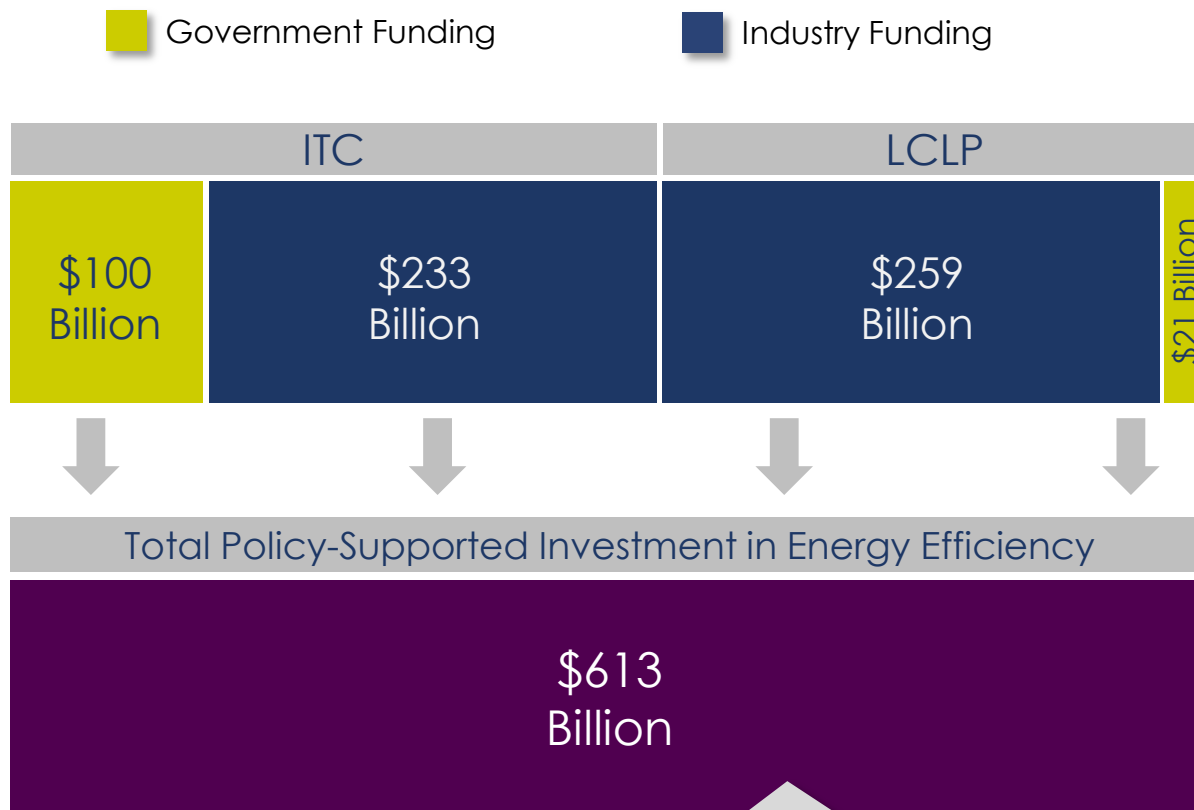 Government Funding
Industry Funding
ITC
LCLP
$100
Billion
$233
Billion
$259
Billion
$21 Billion
Total Policy-Supported Investment in Energy Efficiency
$613
Billion